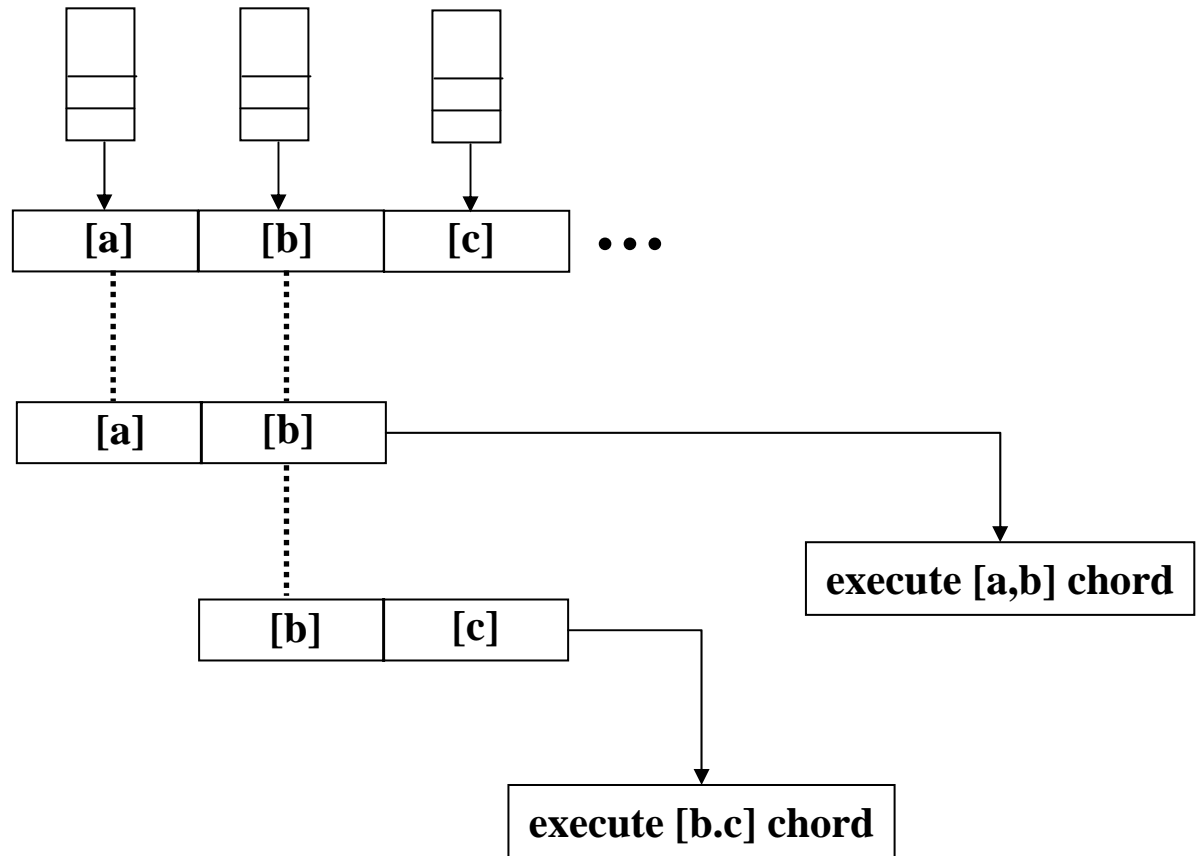 [a] [b] [c] •••
[a] [b]
execute [a,b] chord
[b] [c]
execute [b.c] chord